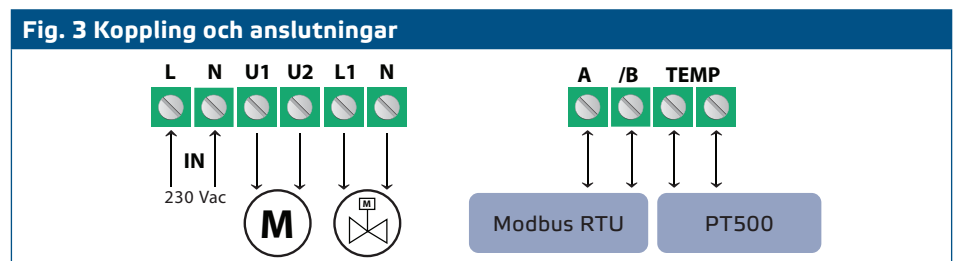 Fig. 3 Koppling och anslutningar
L N U1 U2 L1 N A /B TEMP
IN
230 Vac
M
M
Modbus RTU PT500